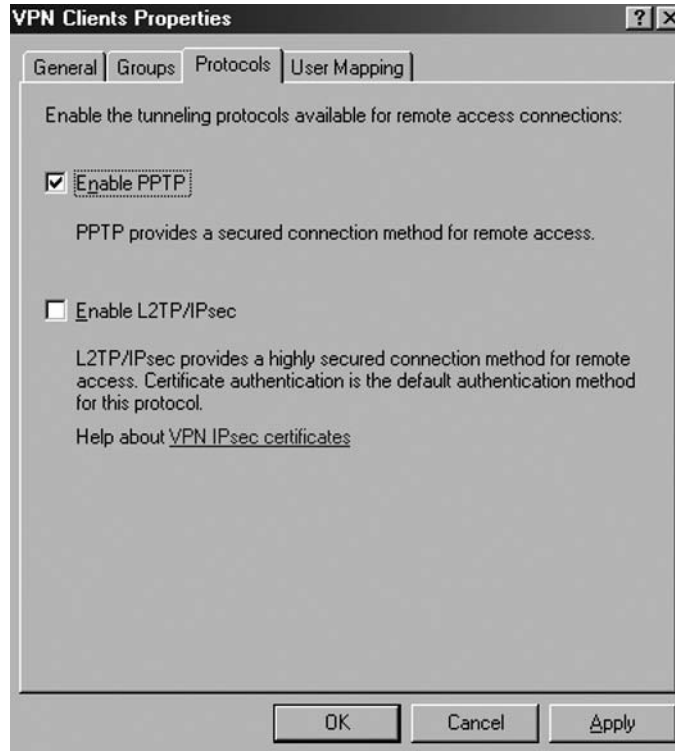 VPN Clients Properties
General Groups Protocols User Mapping
Enable the tunneling protocols available for remote access connections:
Enable PPTP
PPTP provides a secured connection method for remote access.
Enable L2TP/IPsec
L2TP/IPsec provides a highly secured connection method for remote
access. Certificate authentication is the default authentication method
for this protocol.
Help about VPN IPsec certificates
OK Cancel Apply